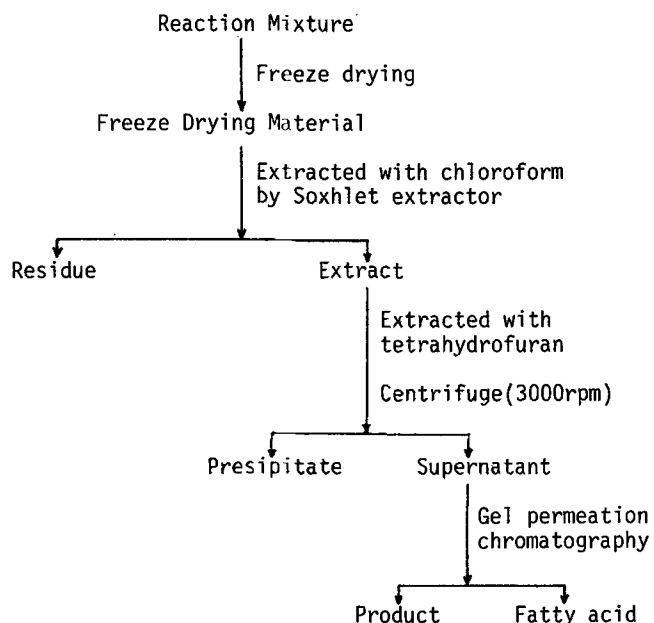 Reaction Mixture
Freeze drying
Freeze Drying Material
Extracted with chloroform
by Soxhlet extractor
Residue
Extract
Extracted with
tetrahydrofuran
Centrifuge(3000rpm)
Presipitate
Supernatant
Gel permeation
chromatography
Product
Fatty acid